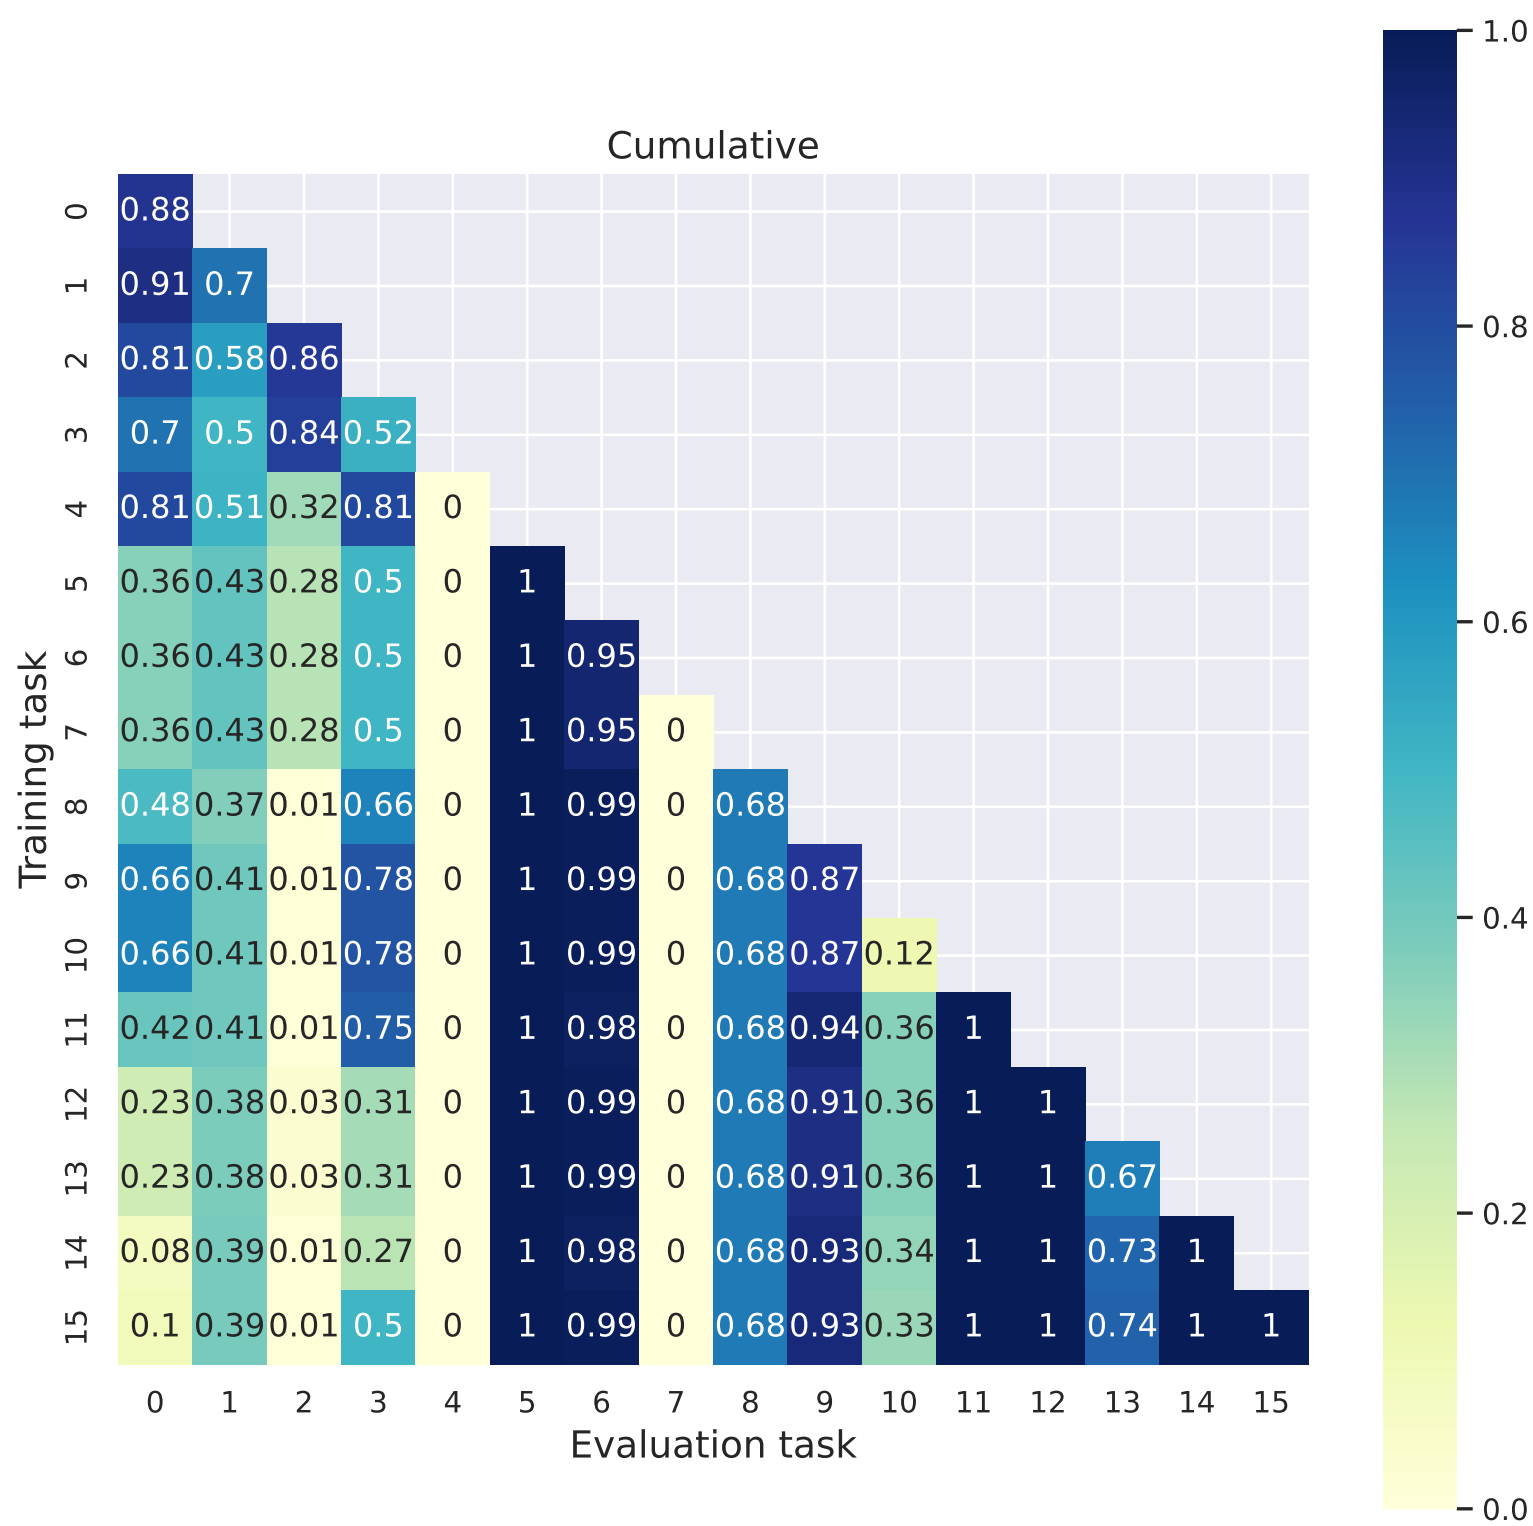 Cumulative
0 0.88
1 0.91 0.7
2 0.81 0.58 0.86
3 0.7 0.5 0.84 0.52
4 0.81 0.51 0.32 0.81 0
5 0.36 0.43 0.28 0.5 0 1
6 0.36 0.43 0.28 0.5 0 1 0.95
7 0.36 0.43 0.28 0.5 0 1 0.95 0
8 0.48 0.37 0.01 0.66 0 1 0.99 0 0.68
9 0.66 0.41 0.01 0.78 0 1 0.99 0 0.68 0.87
10 0.66 0.41 0.01 0.78 0 1 0.99 0 0.68 0.87 0.12
11 0.42 0.41 0.01 0.75 0 1 0.98 0 0.68 0.94 0.36 1
12 0.23 0.38 0.03 0.31 0 1 0.99 0 0.68 0.91 0.36 1 1
13 0.23 0.38 0.03 0.31 0 1 0.99 0 0.68 0.91 0.36 1 1 0.67
14 0.08 0.39 0.01 0.27 0 1 0.98 0 0.68 0.93 0.34 1 1 0.73 1
15 0.1 0.39 0.01 0.5 0 1 0.99 0 0.68 0.93 0.33 1 1 0.74 1 1
0 1 2 3 4 5 6 7 8 9 10 11 12 13 14 15
Evaluation task
Training task
1.0
0.8
0.6
0.4
0.2
0.0